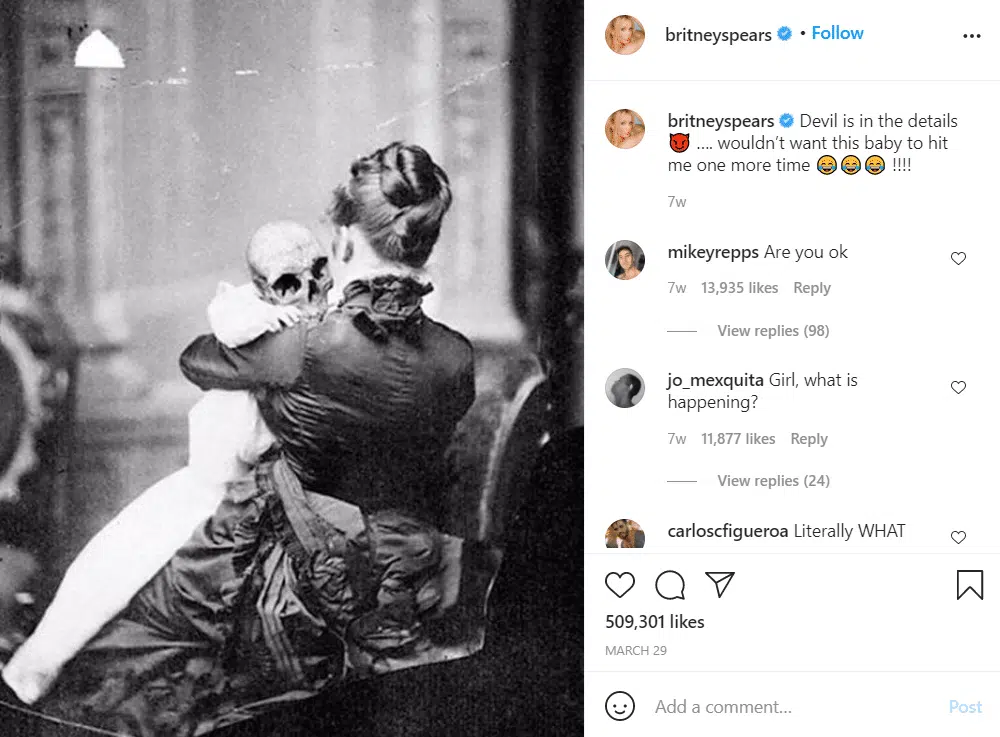 britneyspears • Follow
britneyspears Devil is in the details
😈 .... wouldn't want this baby to hit
me one more time 😂😂😂 !!!!
7w
mikeyrepps Are you ok
7w 13,935 likes Reply
View replies (98)
jo_mexquita Girl, what is
happening?
7w 11,877 likes Reply
View replies (24)
carloscfigueroa Literally WHAT
509,301 likes
MARCH 29
Add a comment... Post